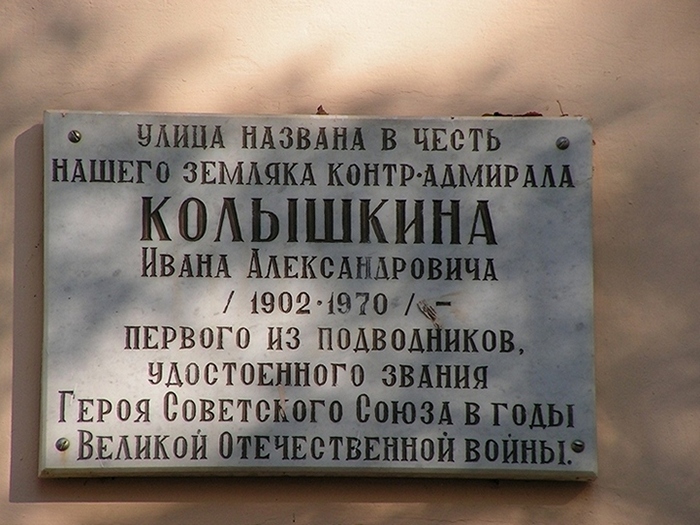 УЛИЦА НАЗВАНА В ЧЕСТЬ
НАШЕГО ЗЕМЛЯКА КОНТР-АДМИРАЛА
КОЛЫШКИНА
ИВАНА АЛЕКСАНДРОВИЧА
/ 1902-1970 / –
ПЕРВОГО ИЗ ПОДВОДНИКОВ,
УДОСТОЕННОГО ЗВАНИЯ
ГЕРОЯ СОВЕТСКОГО СОЮЗА В ГОДЫ
ВЕЛИКОЙ ОТЕЧЕСТВЕННОЙ ВОЙНЫ.